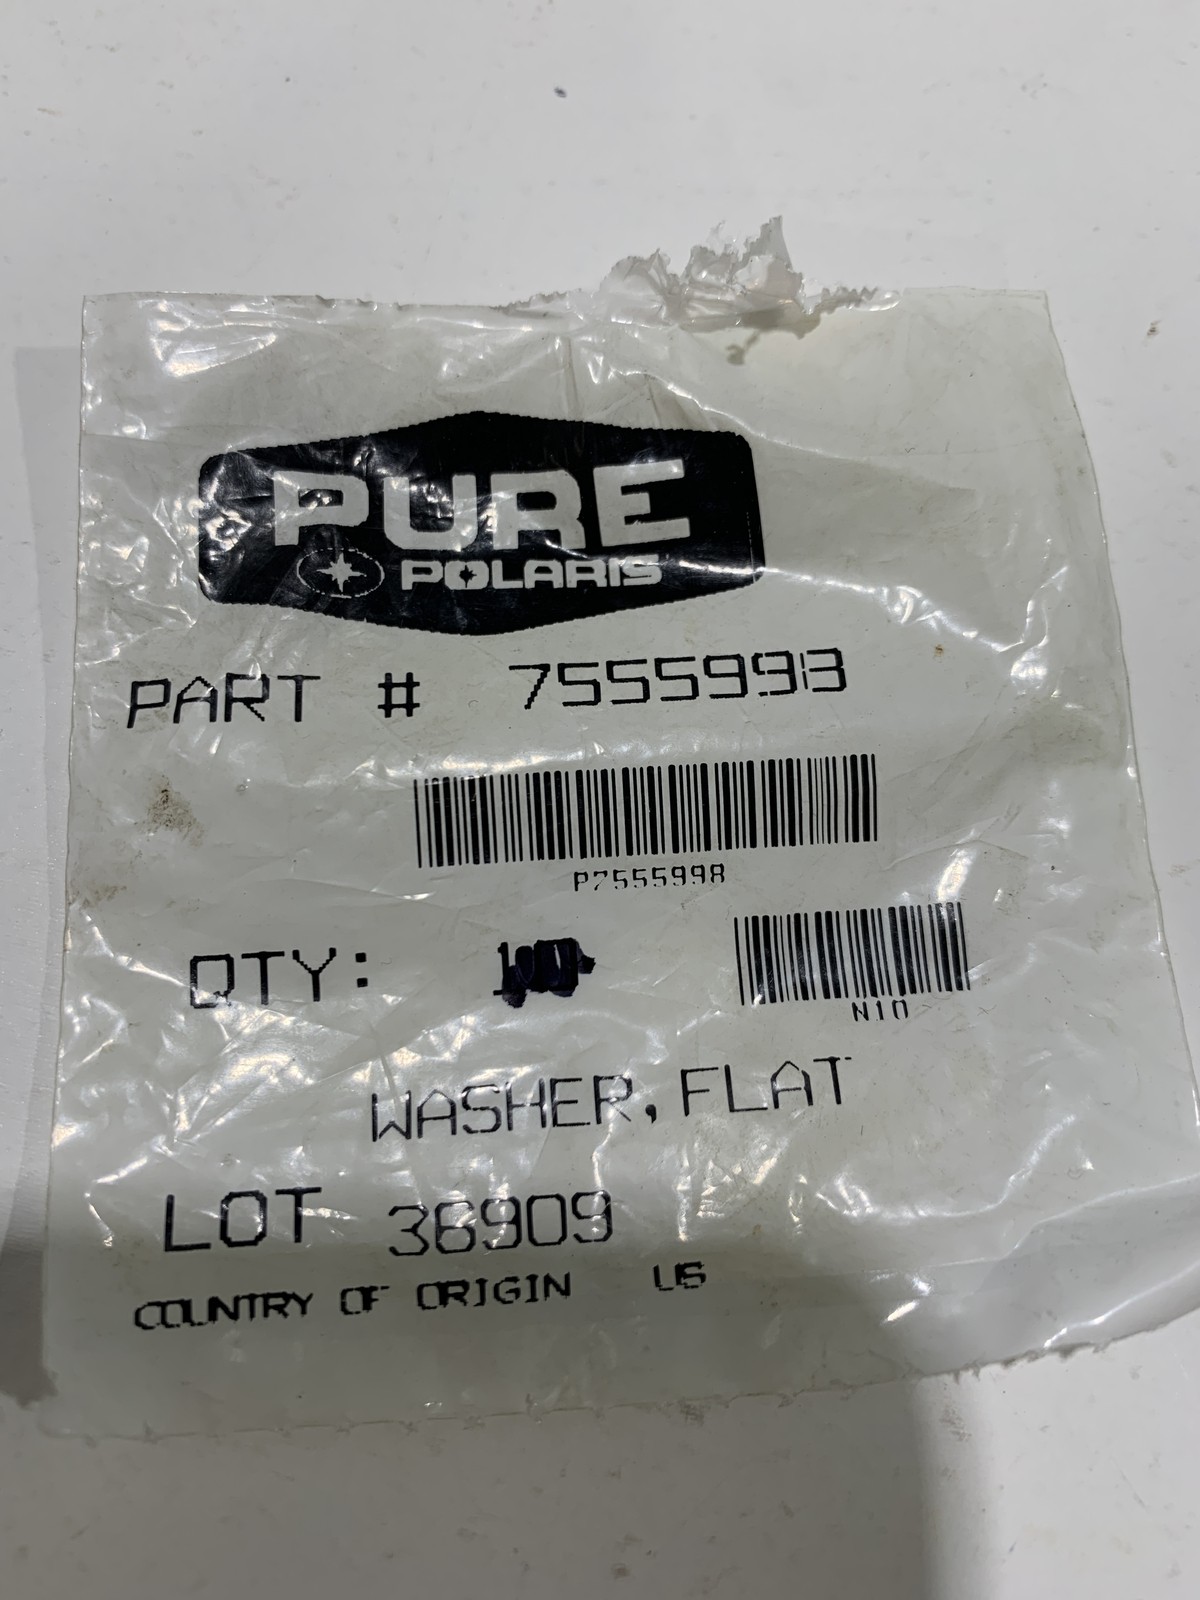 PURE
POLARIS
PART # 7555998
P7555998
QTY:
N10
WASHER, FLAT
LOT 36909
COUNTRY OF ORIGIN US